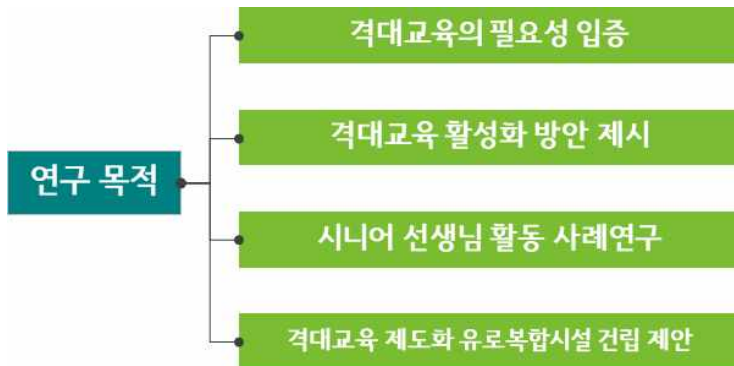 격대교육의 필요성 입증
격대교육 활성화 방안 제시
연구 목적
시니어 선생님 활동 사례연구
격대교육 제도화 유로복합시설 건립 제안